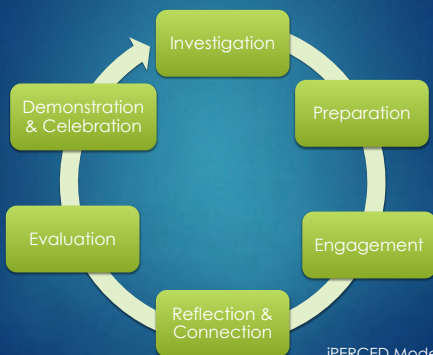 Investigation
Preparation
Engagement
Reflection &
Connection
Evaluation
Demonstration
& Celebration